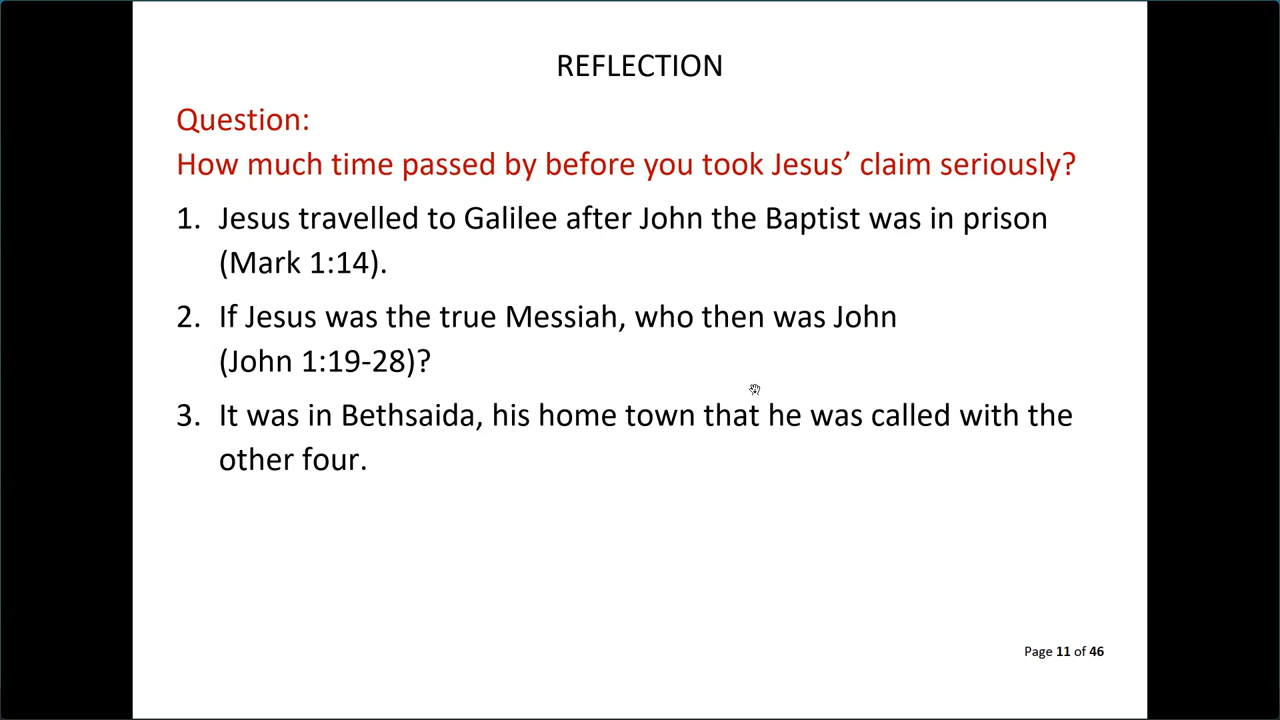 REFLECTION
Question:
How much time passed by before you took Jesus’ claim seriously?
1. Jesus travelled to Galilee after John the Baptist was in prison
(Mark 1:14).
2. If Jesus was the true Messiah, who then was John
(John 1:19-28)?
3. It was in Bethsaida, his home town that he was called with the
other four.
Page 11 of 46